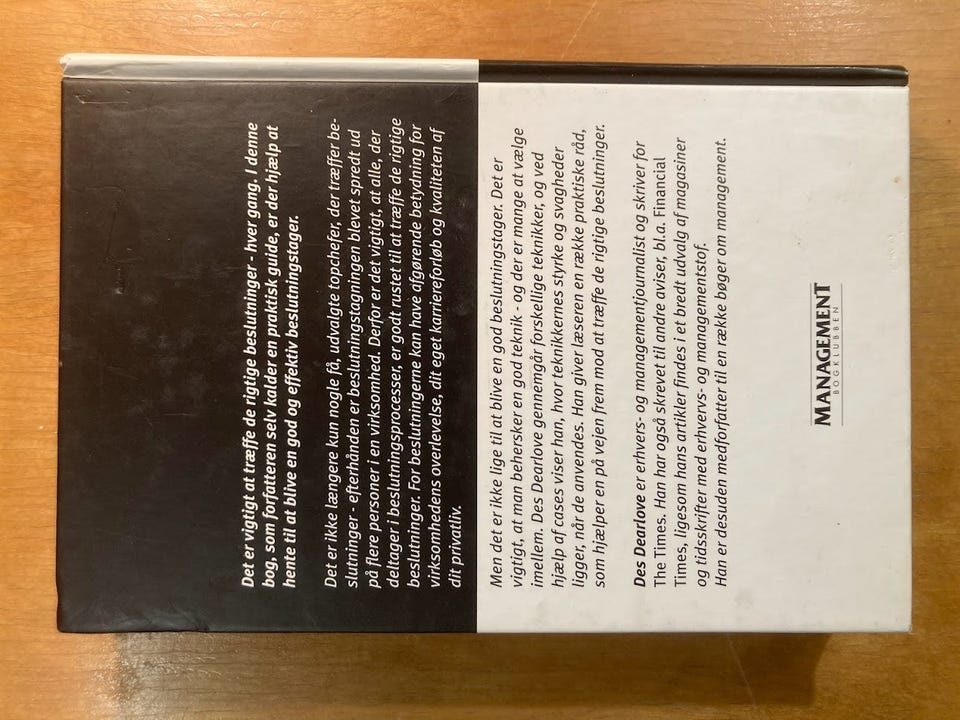 Det er vigtigt at træffe de rigtige beslutninger - hver gang. I denne
bog, som forfatteren selv kalder en praktisk guide, er der hjælp at
hente til at blive en god og effektiv beslutningstager.
Det er ikke længere kun nogle få, udvalgte topchefer, der træffer be-
slutninger - efterhånden er beslutningstagningen blevet spredt ud
på flere personer i en virksomhed. Derfor er det vigtigt, at alle, der
deltager i beslutningsprocesser, er godt rustet til at træffe de rigtige
beslutninger. For beslutningerne kan have afgørende betydning for
virksomhedens overlevelse, dit eget karriereforløb og kvaliteten af
dit privatliv.
Men det er ikke lige til at blive en god beslutningstager. Det er
vigtigt, at man behersker en god teknik - og der er mange at vælge
imellem. Des Dearlove gennemgår forskellige teknikker, og ved
hjælp af cases viser han, hvor teknikkernes styrke og svagheder
ligger, når de anvendes. Han giver læseren en række praktiske råd,
som hjælper en på vejen frem mod at træffe de rigtige beslutninger.
Des Dearlove er erhvers- og managementjournalist og skriver for
The Times. Han har også skrevet til andre aviser, bl.a. Financial
Times, ligesom hans artikler findes i et bredt udvalg af magasiner
og tidsskrifter med erhvervs- og managementstof.
Han er desuden medforfatter til en række bøger om management.
MANAGEMENT
BOGKLUBBEN